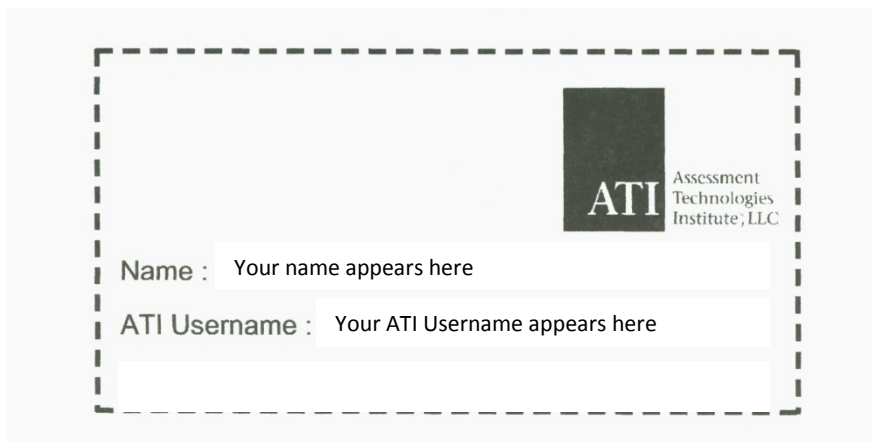 ATI
Assessment
Technologies
Institute, LLC
Name : Your name appears here
ATI Username : Your ATI Username appears here